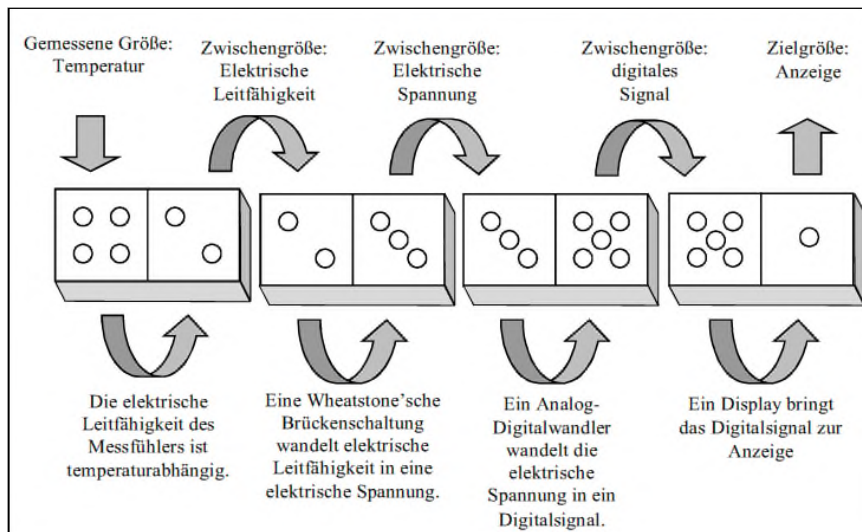 Gemessene Größe:
Temperatur
Zwischengröße:
Elektrische
Leitfähigkeit
Zwischengröße:
Elektrische
Spannung
Zwischengröße:
digitales
Signal
Zielgröße:
Anzeige
Die elektrische
Leitfähigkeit des
Messfühlers ist
temperaturabhängig.
Eine Wheatstone’sche
Brückenschaltung
wandelt elektrische
Leitfähigkeit in eine
elektrische Spannung.
Ein Analog-
Digitalwandler
wandelt die
elektrische
Spannung in ein
Digitalsignal.
Ein Display bringt
das Digitalsignal zur
Anzeige